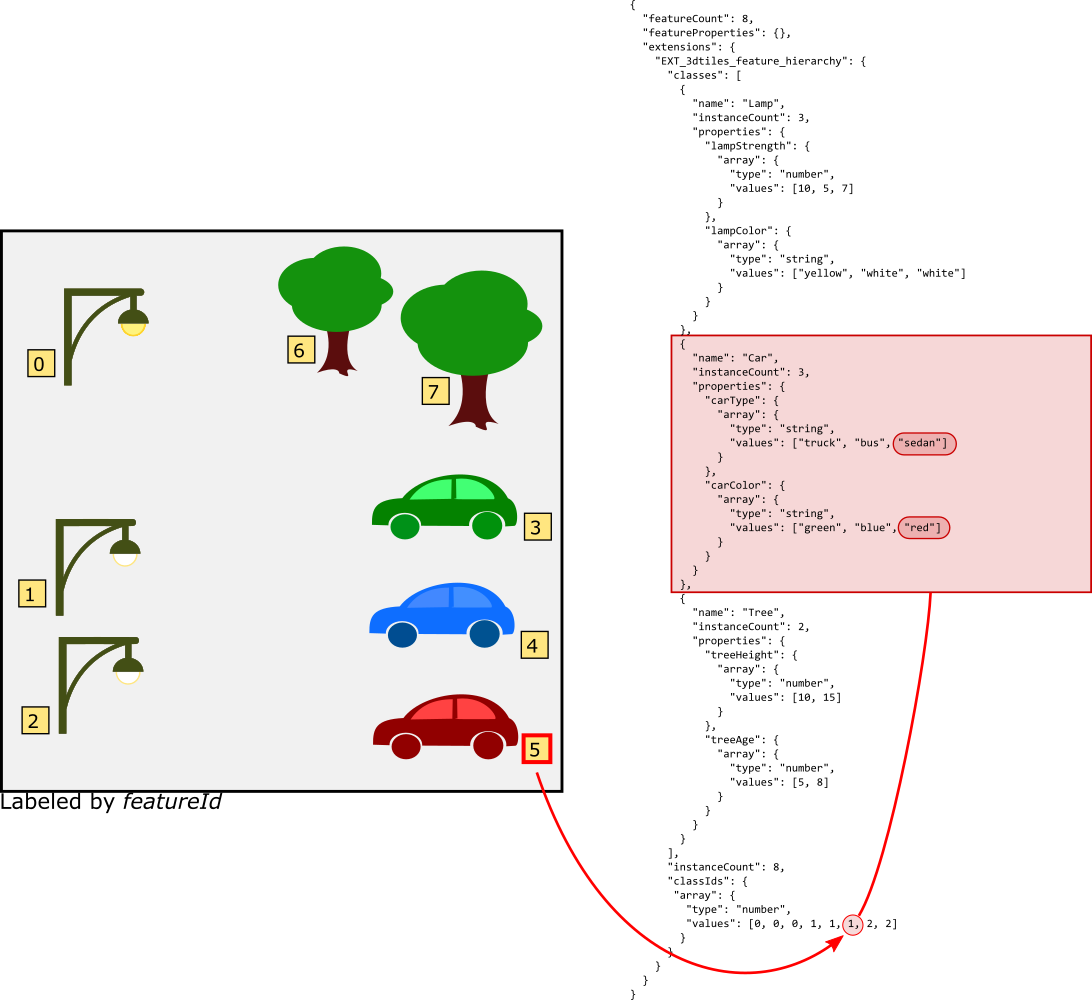 0
1
2
6
7
3
4
5
Labeled by featureId
{
  "featureCount": 8,
  "featureProperties": {},
  "extensions": {
    "EXT_3dtiles_feature_hierarchy": {
      "classes": [
        {
          "name": "Lamp",
          "instanceCount": 3,
          "properties": {
            "lampStrength": {
              "array": {
                "type": "number",
                "values": [10, 5, 7]
              }
            },
            "lampColor": {
              "array": {
                "type": "string",
                "values": ["yellow", "white", "white"]
              }
            }
          }
        },
        {
          "name": "Car",
          "instanceCount": 3,
          "properties": {
            "carType": {
              "array": {
                "type": "string",
                "values": ["truck", "bus", "sedan"]
              }
            },
            "carColor": {
              "array": {
                "type": "string",
                "values": ["green", "blue", "red"]
              }
            }
          }
        },
        {
          "name": "Tree",
          "instanceCount": 2,
          "properties": {
            "treeHeight": {
              "array": {
                "type": "number",
                "values": [10, 15]
              }
            },
            "treeAge": {
              "array": {
                "type": "number",
                "values": [5, 8]
              }
            }
          }
        }
      ],
      "instanceCount": 8,
      "classIds": {
       "array": {
         "type": "number",
         "values": [0, 0, 0, 1, 1, 1, 2, 2]
        }
      }
    }
  }
}